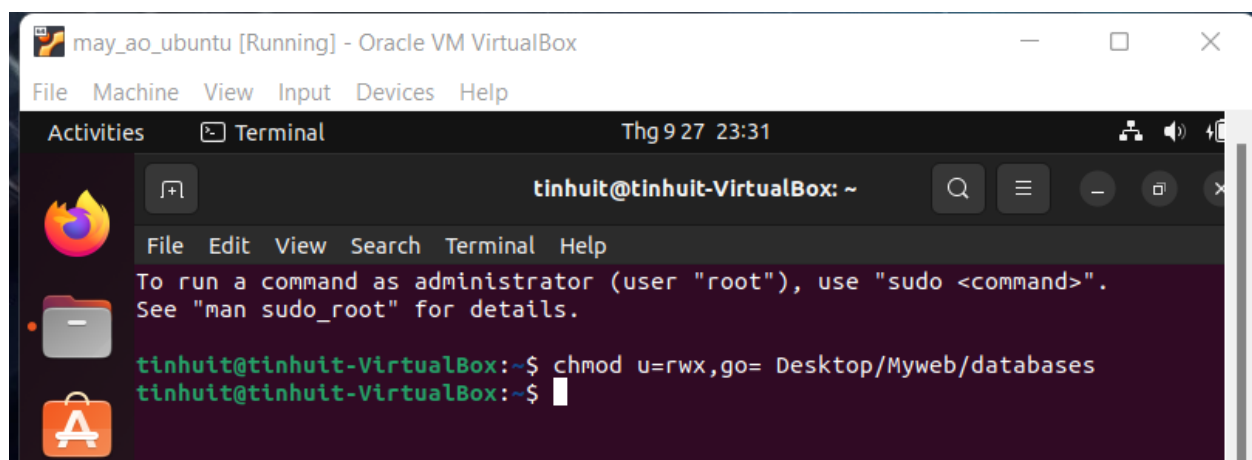 may_ao_ubuntu [Running] - Oracle VM VirtualBox
File Machine View Input Devices Help
Activities Terminal Thg 9 27 23:31
tinhuit@tinhuit-VirtualBox: ~
File Edit View Search Terminal Help
To run a command as administrator (user "root"), use "sudo <command>".
See "man sudo_root" for details.
tinhuit@tinhuit-VirtualBox:~$ chmod u=rwx,go= Desktop/Myweb/databases
tinhuit@tinhuit-VirtualBox:~$